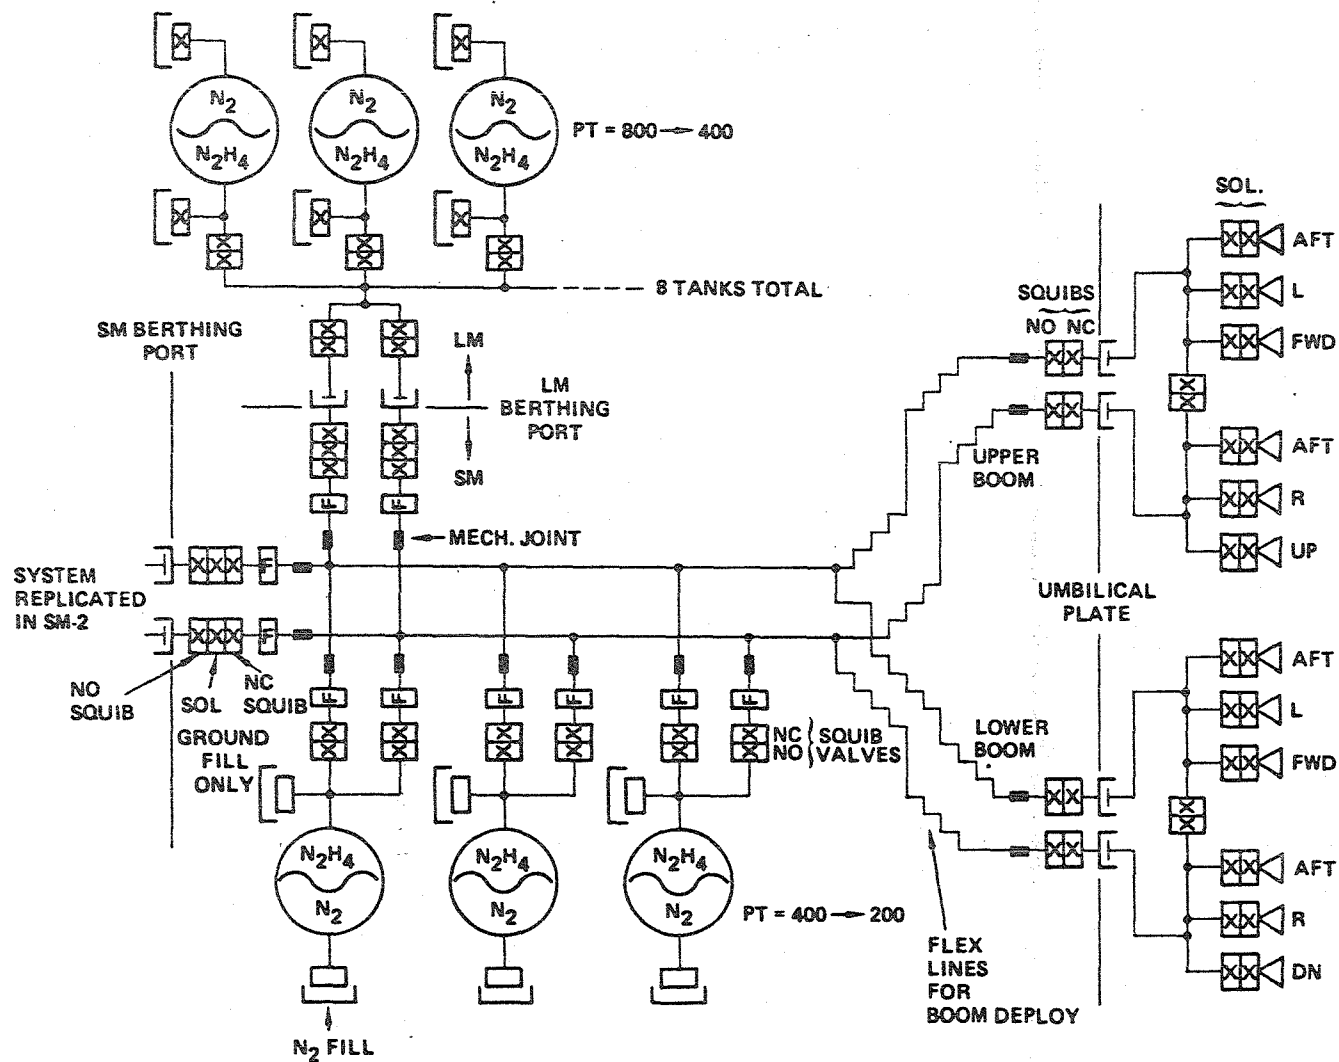 N2
N2
N2
PT = 800 → 400
N2H4
N2H4
N2H4
SOL.
AFT
8 TANKS TOTAL
SQUIBS
L
NO NC
FWD
SM BERTHING
PORT
LM
LM
BERTHING
PORT
SM
UPPER
BOOM
AFT
R
UP
F
F
MECH. JOINT
SYSTEM
REPLICATED
IN SM-2
F
F
UMBILICAL
PLATE
NO
SQUIB
SOL
NC
SQUIB
F
F
F
F
F
F
AFT
L
FWD
GROUND
FILL
ONLY
NC
NO
SQUIB
VALVES
LOWER
BOOM
N2H4
N2H4
N2H4
N2
N2
N2
PT = 400 → 200
AFT
R
DN
FLEX
LINES
FOR
BOOM DEPLOY
N2 FILL